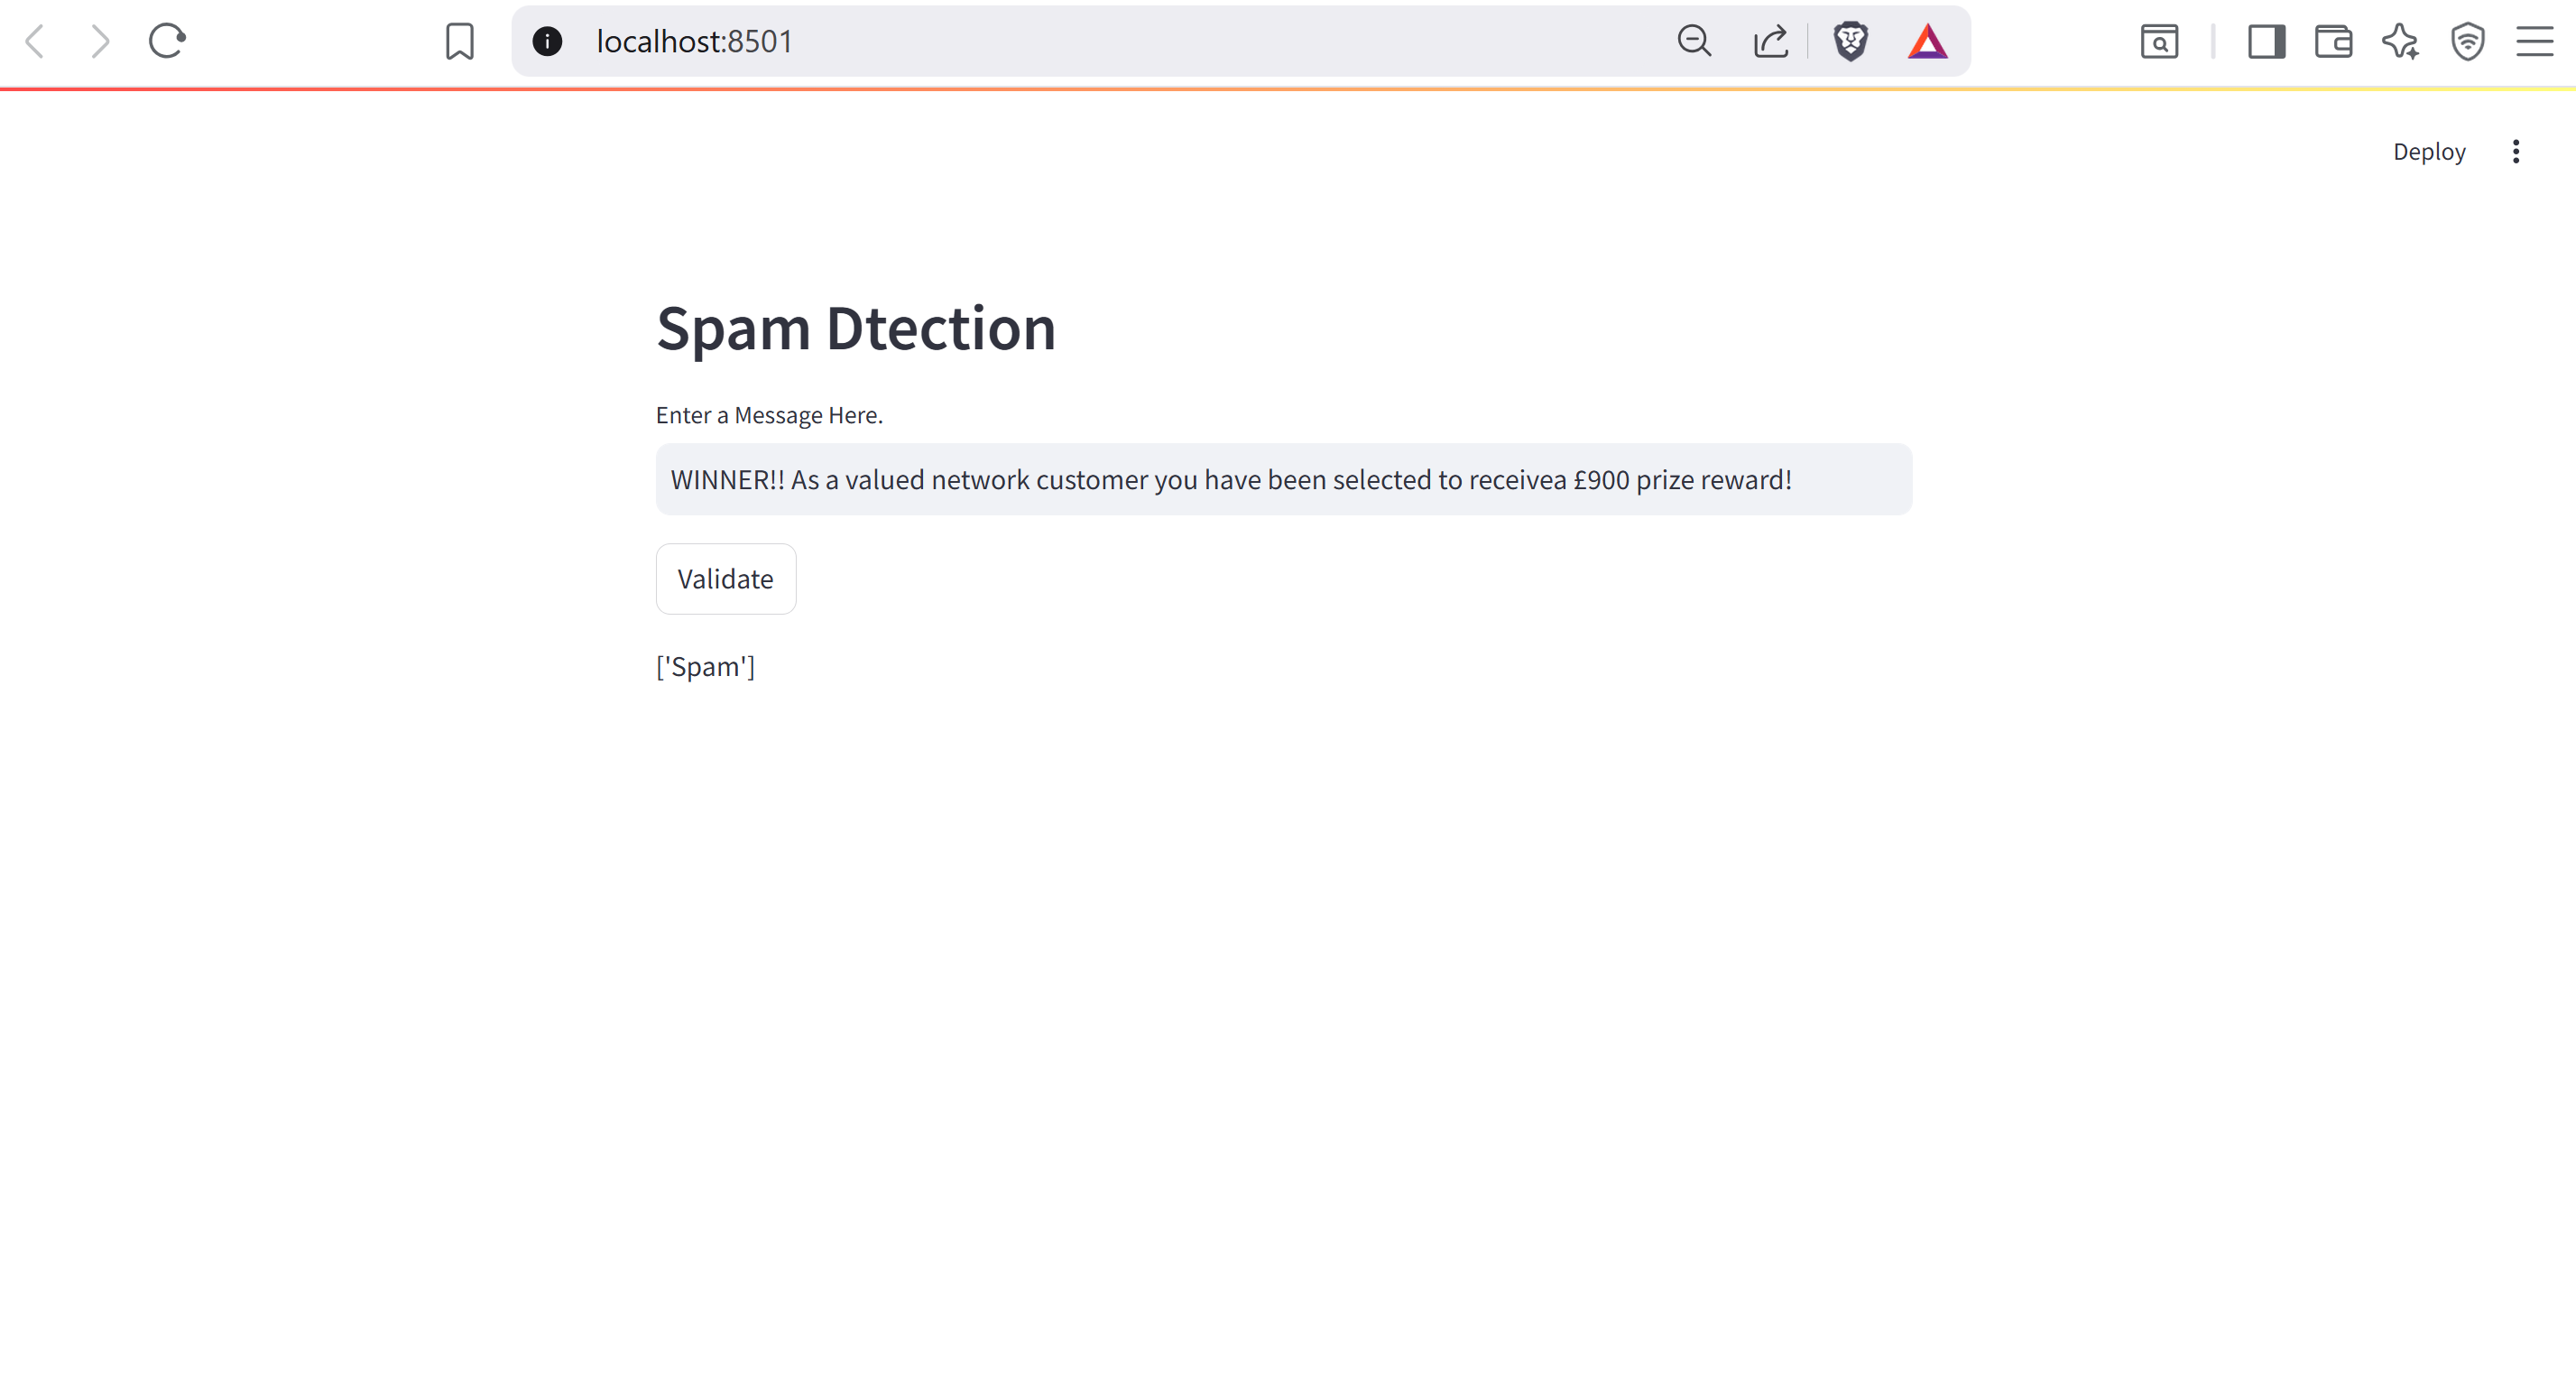 localhost:8501
Deploy
Spam Dtection
Enter a Message Here.
WINNER!! As a valued network customer you have been selected to receivea £900 prize reward!
Validate
['Spam']